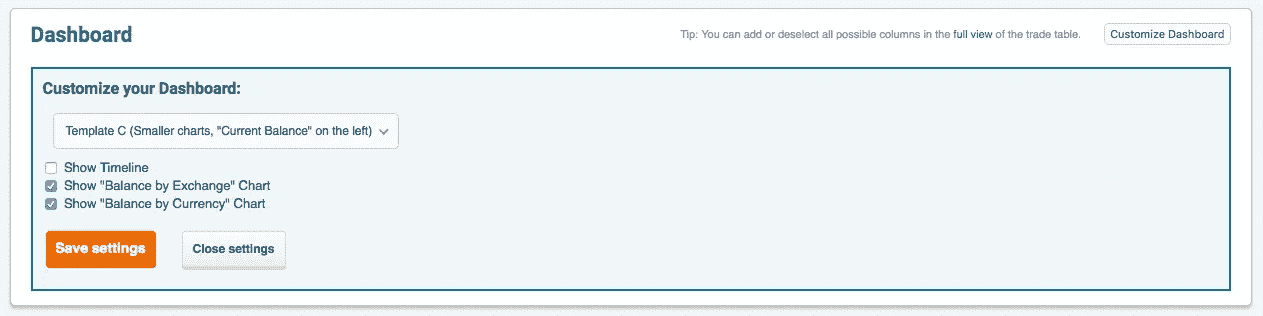 Dashboard
Tip: You can add or deselect all possible columns in the full view of the trade table.
Customize Dashboard
Customize your Dashboard:
Template C (Smaller charts, "Current Balance" on the left)
Show Timeline
Show "Balance by Exchange" Chart
Show "Balance by Currency" Chart
Save settings
Close settings